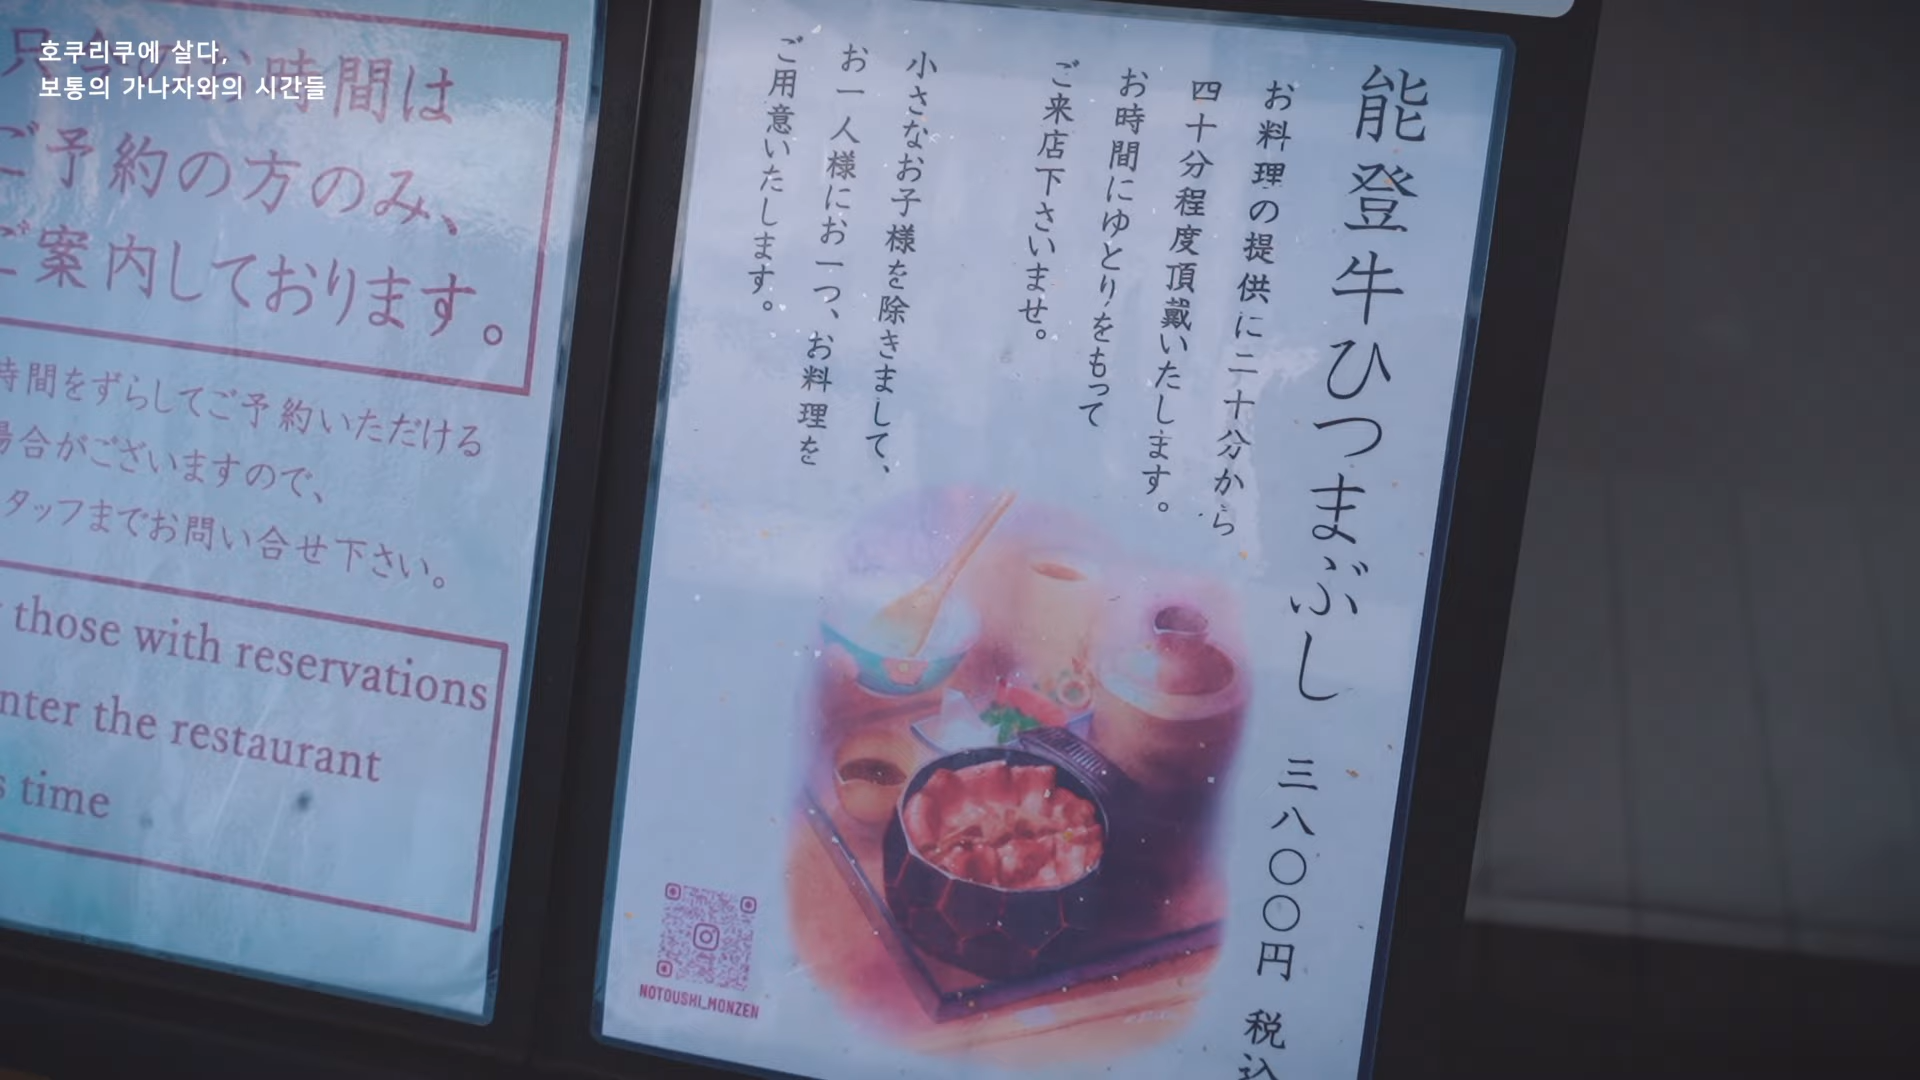 호쿠리쿠에 살다,
보통의 가나자와의 시간들
お時間は
ご予約の方のみ、
ご案内しております。
時間をずらしてご予約いただける
場合がございますので、
タッフまでお問い合せ下さい。
those with reservations
nter the restaurant
s time
能登牛ひつまぶし 三八〇〇円 税込
お料理の提供に二十分から
四十分程度頂戴いたします。
お時間にゆとりをもって
ご来店下さいませ。
小さなお子様を除きまして、
お一人様にお一つ、お料理を
ご用意いたします。
NOTOUSHI_MONZEN